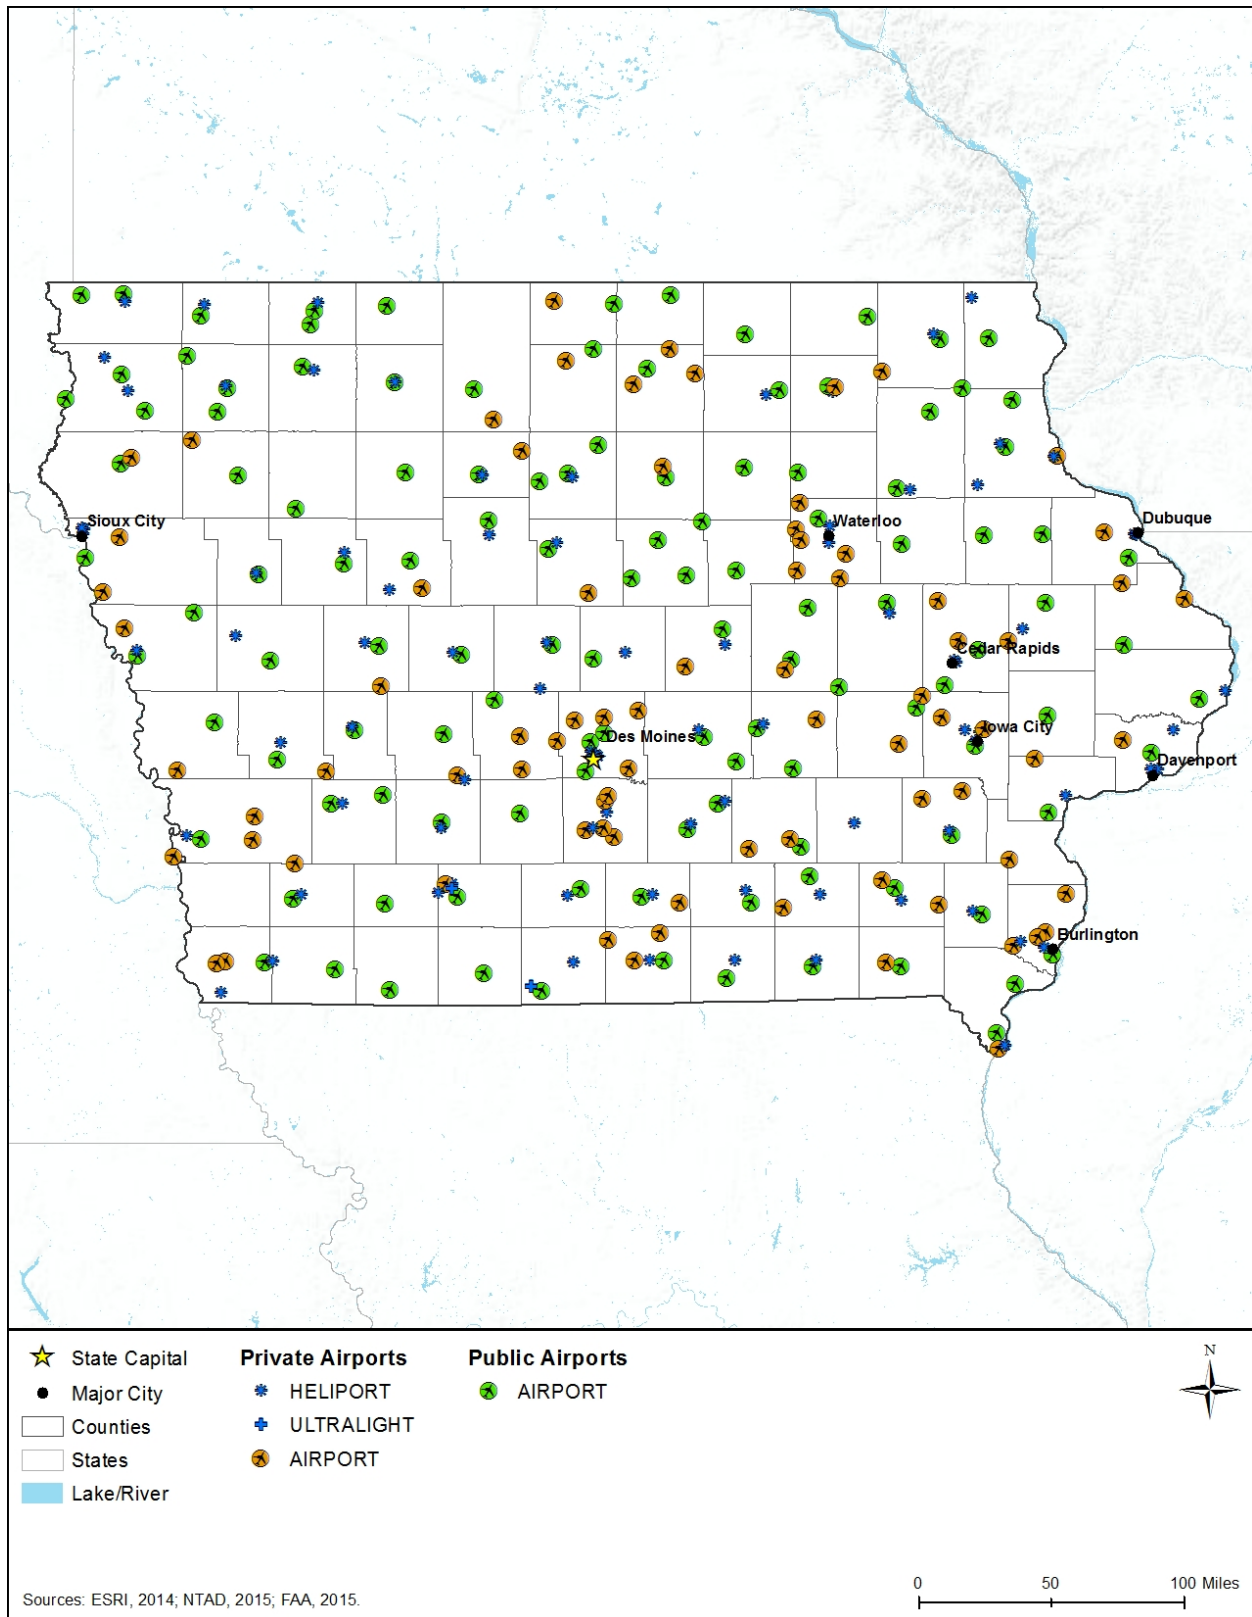 Sioux City
Waterloo
Dubuque
Cedar Rapids
Iowa City
Des Moines
Davenport
Burlington
State Capital
Major City
Counties
States
Lake/River
Private Airports
HELIPORT
ULTRALIGHT
AIRPORT
Public Airports
AIRPORT
N
0 50 100 Miles
Sources: ESRI, 2014; NTAD, 2015; FAA, 2015.